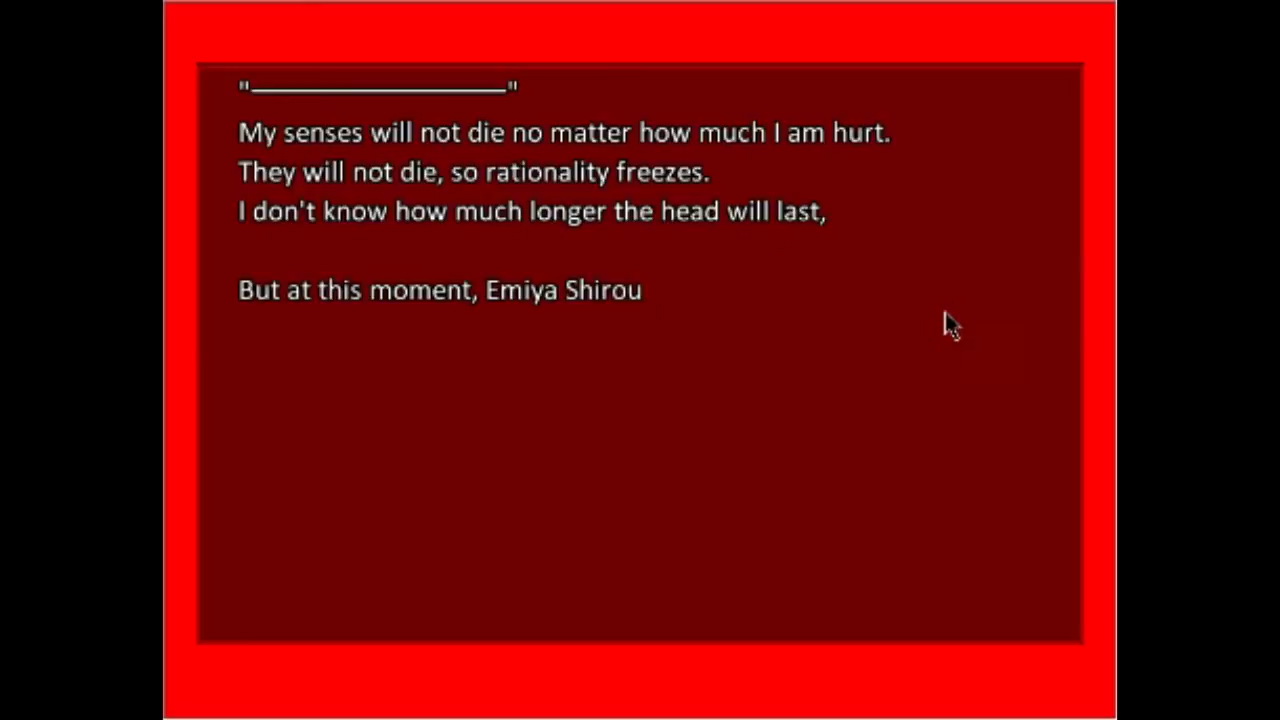 "――――――――――"
My senses will not die no matter how much I am hurt.
They will not die, so rationality freezes.
I don't know how much longer the head will last,
But at this moment, Emiya Shirou